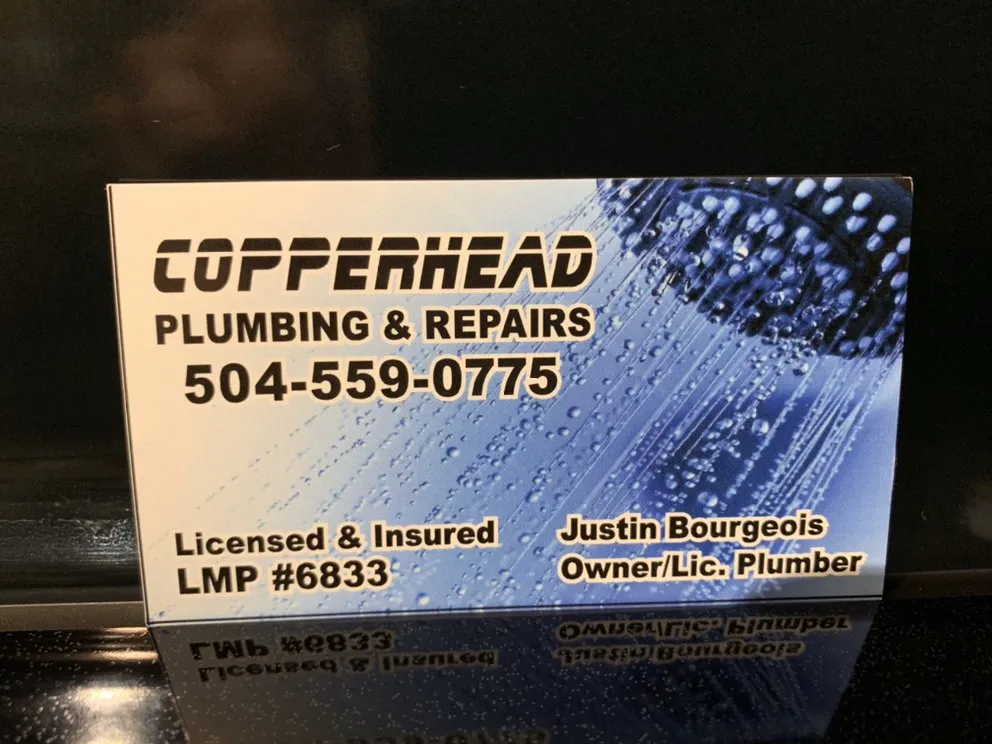 COPPERHEAD
PLUMBING & REPAIRS
504-559-0775
Licensed & Insured
LMP #6833
Justin Bourgeois
Owner/Lic. Plumber